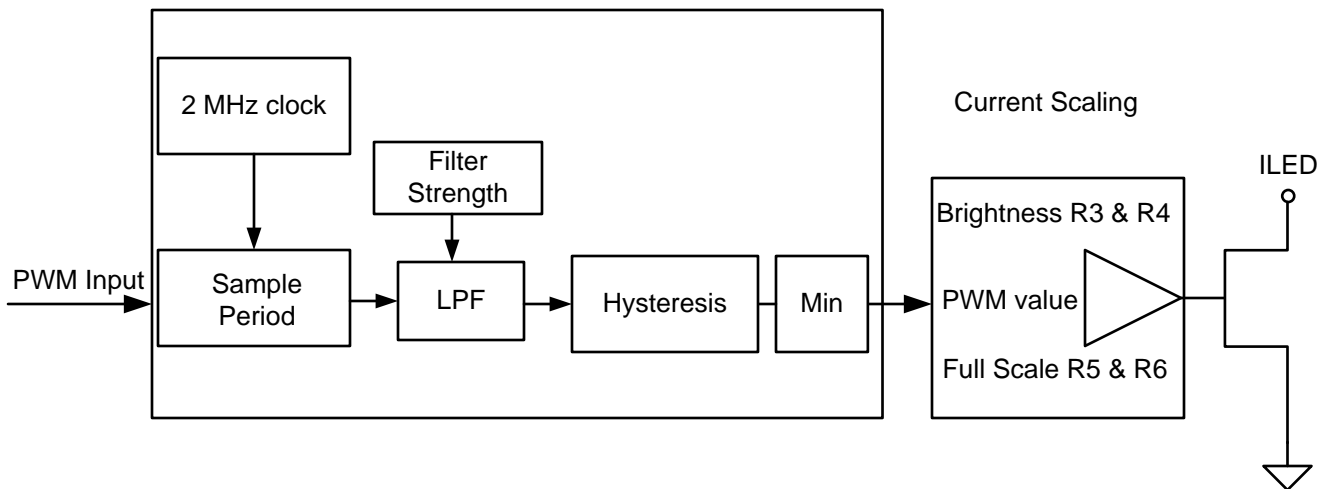 2 MHz clock
Current Scaling
Filter
Strength
ILED
Brightness R3 & R4
PWM Input
Sample
Period
LPF
Hysteresis
Min
PWM value
Full Scale R5 & R6